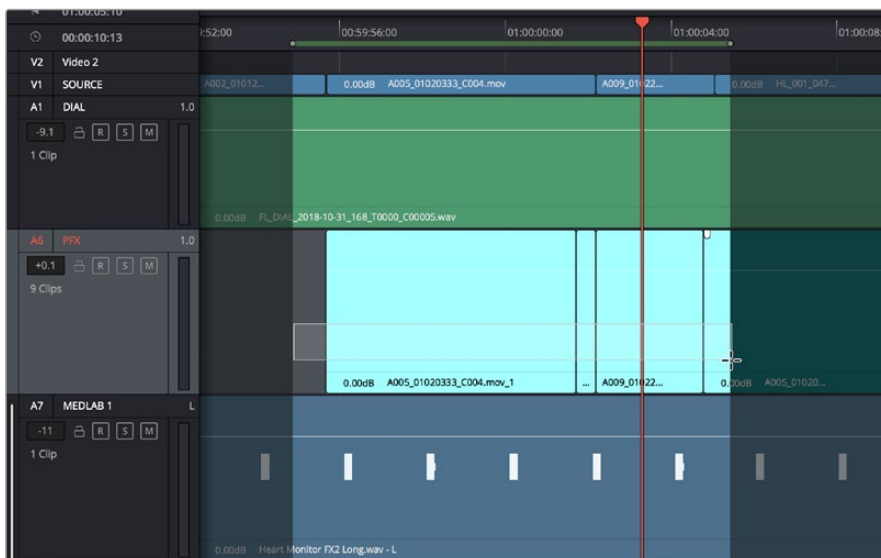 01:00:05:10
00:00:10:13
:52:00
00:59:56:00
01:00:00:00
01:00:04:00
01:00:08:
V2 Video 2
V1 SOURCE
A002_01012...
0.00dB A005_01020333_C004.mov
A009_01022...
0.00dB HL_001_047...
A1 DIAL 1.0
-9.1 R S M
1 Clip
0.00dB FL_DIAL_2018-10-31_168_T0000_C00005.wav
A6 PFX 1.0
+0.1 R S M
9 Clips
0.00dB A005_01020333_C004.mov_1
...
A009_01022...
0.00dB A005_01020...
A7 MEDLAB 1 L
-11 R S M
1 Clip
0.00dB Heart Monitor FX2 Long.wav - L